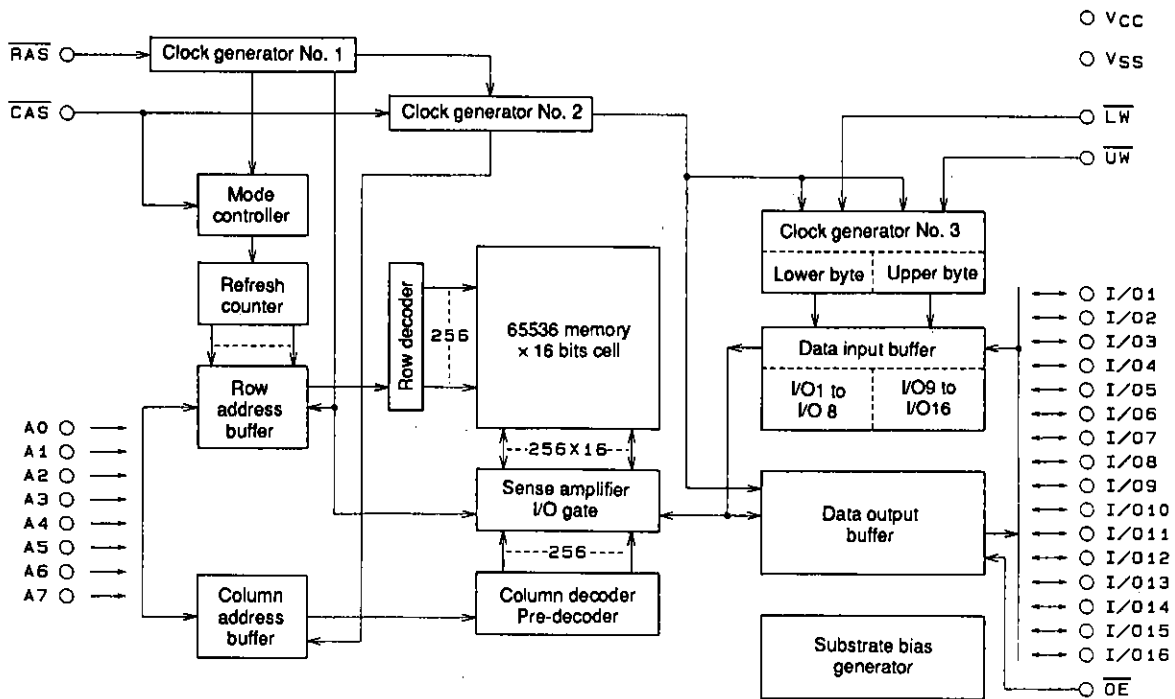 RAS
CAS
Clock generator No. 1
Clock generator No. 2
VCC
VSS
LW
UW
Mode
controller
Refresh
counter
Row
address
buffer
Row decoder
256
65536 memory
× 16 bits cell
256X16
Sense amplifier
I/O gate
256
Column decoder
Pre-decoder
Column
address
buffer
A0
A1
A2
A3
A4
A5
A6
A7
Clock generator No. 3
Lower byte
Upper byte
Data input buffer
I/O1 to
I/O 8
I/O9 to
I/O16
Data output
buffer
Substrate bias
generator
I/O1
I/O2
I/O3
I/O4
I/O5
I/O6
I/O7
I/O8
I/O9
I/O10
I/O11
I/O12
I/O13
I/O14
I/O15
I/O16
OE